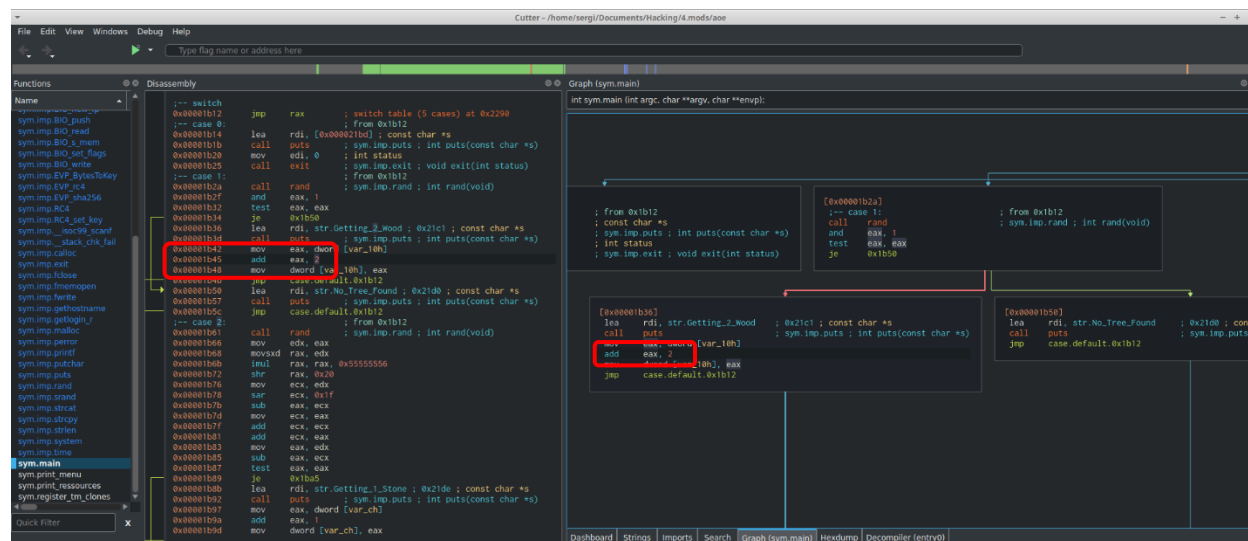 Cutter – /home/sergi/Documents/Hacking/4.mods/aoe
File Edit View Windows Debug Help
Type flag name or address here
Functions
Name
sym.imp.BIO_push
sym.imp.BIO_read
sym.imp.BIO_s_mem
sym.imp.BIO_set_flags
sym.imp.BIO_write
sym.imp.EVP_BytesToKey
sym.imp.EVP_rc4
sym.imp.EVP_sha256
sym.imp.RC4
sym.imp.RC4_set_key
sym.imp.__isoc99_scanf
sym.imp.__stack_chk_fail
sym.imp.calloc
sym.imp.exit
sym.imp.fclose
sym.imp.fmemopen
sym.imp.fwrite
sym.imp.gethostname
sym.imp.getlogin_r
sym.imp.malloc
sym.imp.perror
sym.imp.printf
sym.imp.putchar
sym.imp.puts
sym.imp.rand
sym.imp.srand
sym.imp.strcat
sym.imp.strcpy
sym.imp.strlen
sym.imp.system
sym.imp.time
sym.main
sym.print_menu
sym.print_ressources
sym.register_tm_clones
Quick Filter X
Disassembly
;-- switch
0x00001b12 jmp rax ; switch table (5 cases) at 0x2290
;-- case 0: ; from 0x1b12
0x00001b14 lea rdi, [0x000021bd] ; const char *s
0x00001b1b call puts ; sym.imp.puts ; int puts(const char *s)
0x00001b20 mov edi, 0 ; int status
0x00001b25 call exit ; sym.imp.exit ; void exit(int status)
;-- case 1: ; from 0x1b12
0x00001b2a call rand ; sym.imp.rand ; int rand(void)
0x00001b2f and eax, 1
0x00001b32 test eax, eax
0x00001b34 je 0x1b50
0x00001b36 lea rdi, str.Getting_2_Wood ; 0x21c1 ; const char *s
0x00001b3d call puts ; sym.imp.puts ; int puts(const char *s)
0x00001b42 mov eax, dword [var_10h]
0x00001b45 add eax, 2
0x00001b48 mov dword [var_10h], eax
0x00001b4b jmp case.default.0x1b12
0x00001b50 lea rdi, str.No_Tree_Found ; 0x21d0 ; const char *s
0x00001b57 call puts ; sym.imp.puts ; int puts(const char *s)
0x00001b5c jmp case.default.0x1b12
;-- case 2: ; from 0x1b12
0x00001b61 call rand ; sym.imp.rand ; int rand(void)
0x00001b66 mov edx, eax
0x00001b68 movsxd rax, edx
0x00001b6b imul rax, rax, 0x55555556
0x00001b72 shr rax, 0x20
0x00001b76 mov ecx, edx
0x00001b78 sar ecx, 0x1f
0x00001b7b sub eax, ecx
0x00001b7d mov ecx, eax
0x00001b7f add ecx, ecx
0x00001b81 add ecx, eax
0x00001b83 mov eax, edx
0x00001b85 sub eax, ecx
0x00001b87 test eax, eax
0x00001b89 je 0x1ba5
0x00001b8b lea rdi, str.Getting_1_Stone ; 0x21de ; const char *s
0x00001b92 call puts ; sym.imp.puts ; int puts(const char *s)
0x00001b97 mov eax, dword [var_ch]
0x00001b9a add eax, 1
0x00001b9d mov dword [var_ch], eax
Graph (sym.main)
int sym.main (int argc, char **argv, char **envp);
; from 0x1b12
; const char *s
; sym.imp.puts ; int puts(const char *s)
; int status
; sym.imp.exit ; void exit(int status)
[0x00001b2a]
;-- case 1: ; from 0x1b12
call rand ; sym.imp.rand ; int rand(void)
and eax, 1
test eax, eax
je 0x1b50
[0x00001b36]
lea rdi, str.Getting_2_Wood ; 0x21c1 ; const char *s
call puts ; sym.imp.puts ; int puts(const char *s)
mov eax, dword [var_10h]
add eax, 2
mov dword [var_10h], eax
jmp case.default.0x1b12
[0x00001b50]
lea rdi, str.No_Tree_Found ; 0x21d0 ; con
call puts ; sym.imp.puts
jmp case.default.0x1b12
Dashboard Strings Imports Search Graph (sym.main) Hexdump Decompiler (entry0)